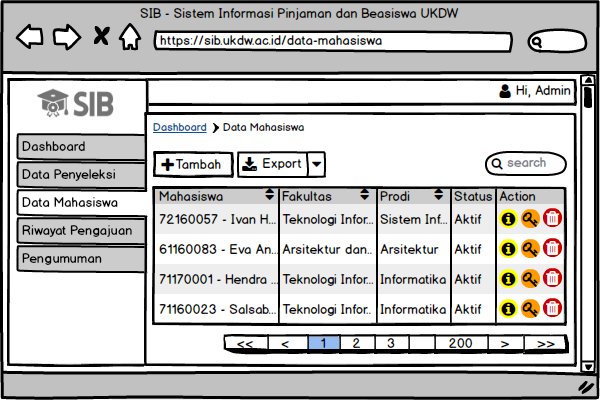 SIB - Sistem Informasi Pinjaman dan Beasiswa UKDW
https://sib.ukdw.ac.id/data-mahasiswa
SIB
Hi, Admin
Dashboard
Data Penyeleksi
Data Mahasiswa
Riwayat Pengajuan
Pengumuman
Dashboard Data Mahasiswa
Tambah Export search
Mahasiswa Fakultas Prodi Status Action
72160057 - Ivan H... Teknologi Infor... Sistem Inf... Aktif
61160083 - Eva An... Arsitektur dan... Arsitektur Aktif
71170001 - Hendra ... Teknologi Infor... Informatika Aktif
71160023 - Salsab... Teknologi Infor... Informatika Aktif
<< < 1 2 3 200 > >>